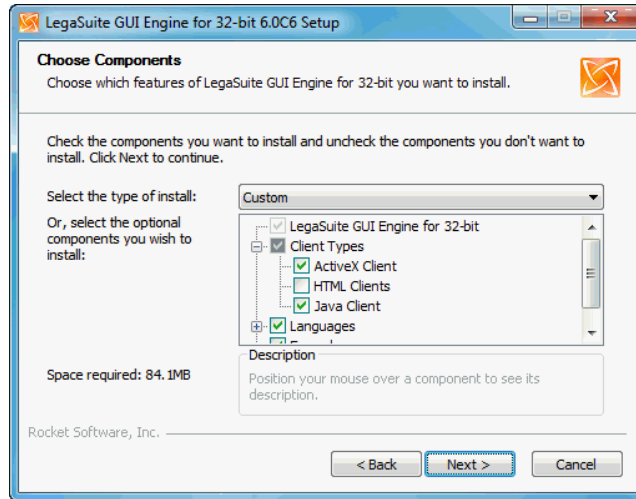 LegaSuite GUI Engine for 32-bit 6.0C6 Setup
Choose Components
Choose which features of LegaSuite GUI Engine for 32-bit you want to install.
Check the components you want to install and uncheck the components you don't want to
install. Click Next to continue.
Select the type of install:
Custom
Or, select the optional
components you wish to
install:
LegaSuite GUI Engine for 32-bit
Client Types
ActiveX Client
HTML Clients
Java Client
Languages
Description
Space required: 84.1MB
Position your mouse over a component to see its
description.
Rocket Software, Inc.
< Back
Next >
Cancel